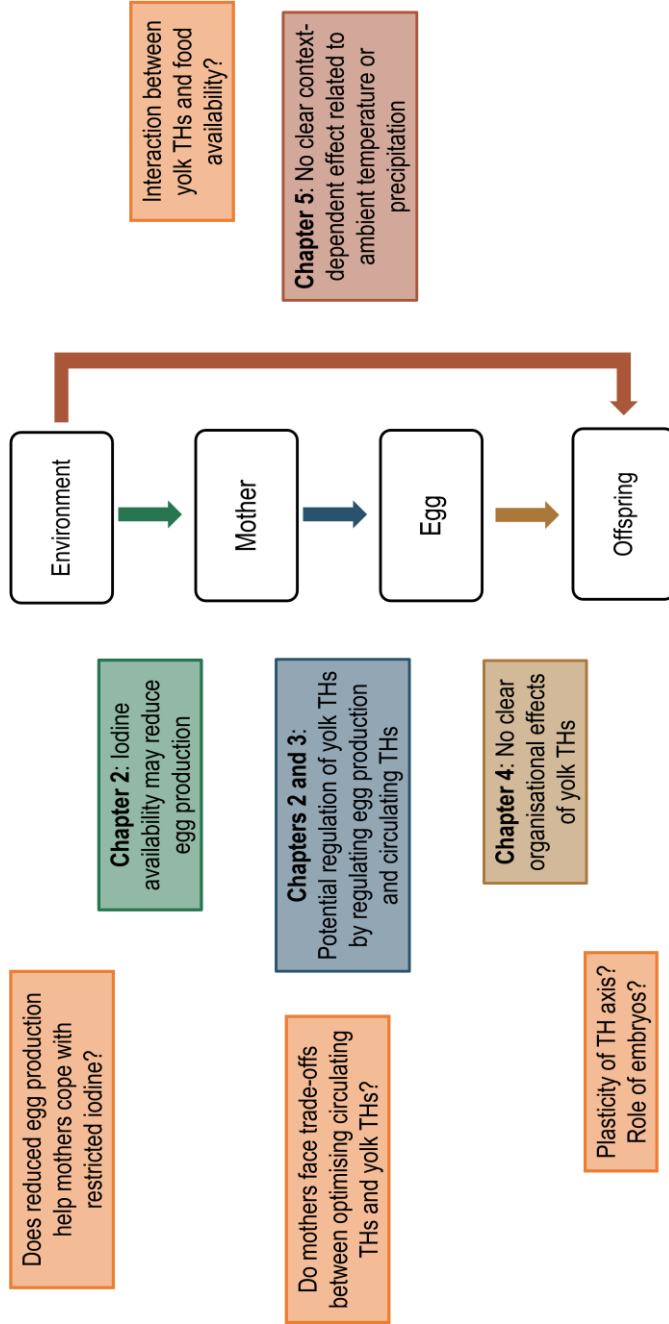 Does reduced egg production
help mothers cope with
restricted iodine?
Do mothers face trade-offs
between optimising circulating
THs and yolk THs?
Plasticity of TH axis?
Role of embryos?
Chapter 2: Iodine
availability may reduce
egg production
Chapters 2 and 3:
Potential regulation of yolk THs
by regulating egg production
and circulating THs
Chapter 4: No clear
organisational effects
of yolk THs
Environment
Mother
Egg
Offspring
Interaction between
yolk THs and food
availability?
Chapter 5: No clear context-
dependent effect related to
ambient temperature or
precipitation